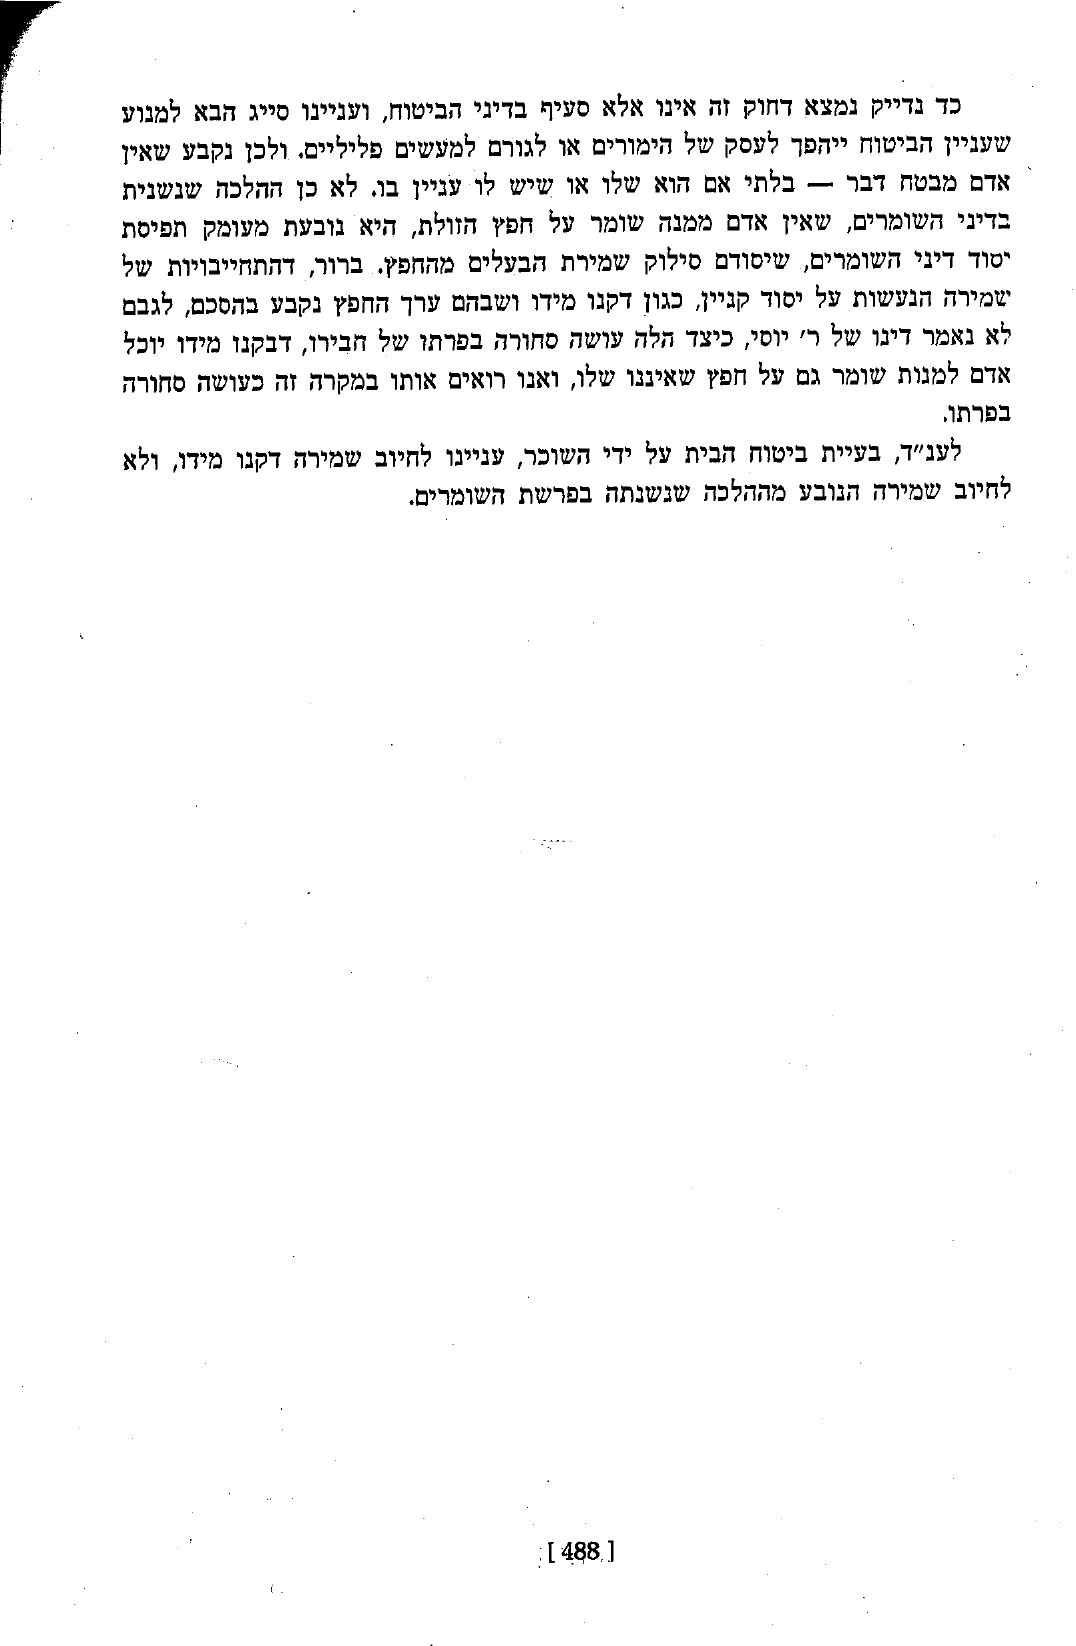 כד נדייק נמצא דחוק זה אינו אלא סעיף בדיני הביטוח, ועניינו סייג הבא למנוע
שעניין הביטוח ייהפך לעסק של הימורים או לגורם למעשים פליליים. ולכן נקבע שאין
אדם מבטח דבר — בלתי אם הוא שלו או שיש לו עניין בו. לא כן ההלכה שנשנית
בדיני השומרים, שאין אדם ממנה שומר על חפץ הזולת, היא נובעת מעומק תפיסת
יסוד דיני השומרים, שיסודם סילוק שמירת הבעלים מהחפץ. ברור, דהתחייבויות של
שמירה הנעשות על יסוד קניין, כגון דקנו מידו ושבהם ערך החפץ נקבע בהסכם, לגבם
לא נאמר דינו של ר׳ יוסי, כיצד הלה עושה סחורה בפרתו של חבירו, דבקנו מידו יוכל
אדם למנות שומר גם על חפץ שאיננו שלו, ואנו רואים אותו במקרה זה כעושה סחורה
בפרתו.
לענ״ד, בעיית ביטוח הבית על ידי השוכר, עניינו לחיוב שמירה דקנו מידו, ולא
לחיוב שמירה הנובע מההלכה שנשנתה בפרשת השומרים.
[ 488 ]